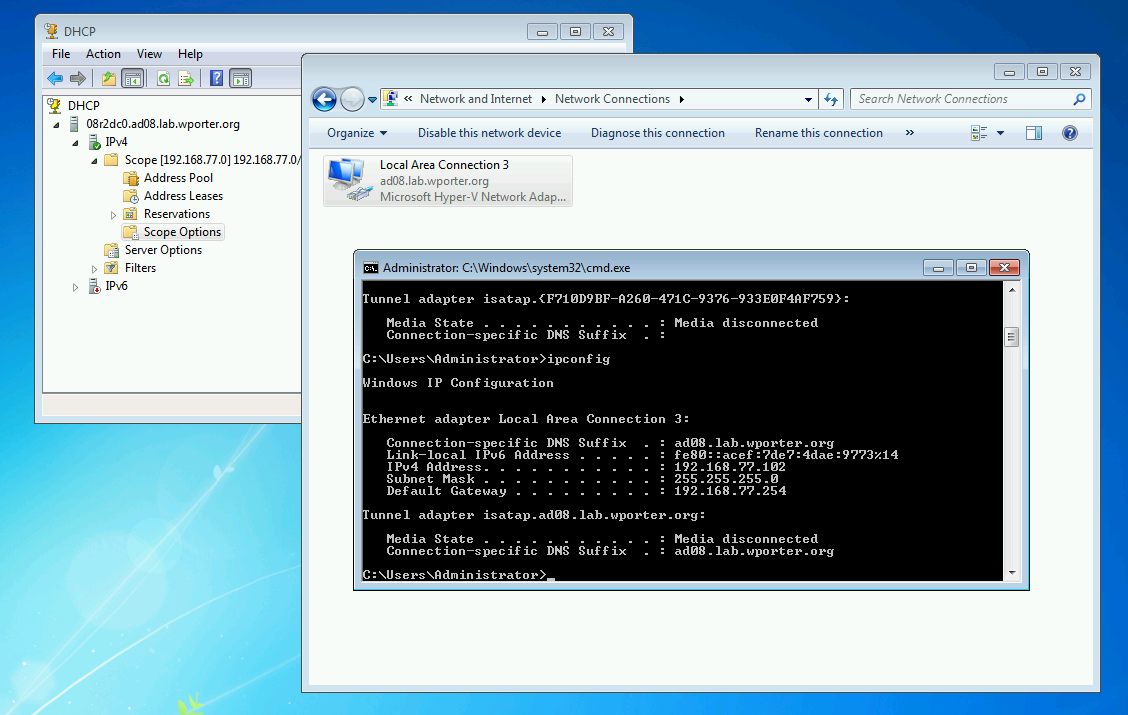 DHCP
File Action View Help
DHCP
08r2dc0.ad08.lab.wporter.org
IPv4
Scope [192.168.77.0] 192.168.77.0/
Address Pool
Address Leases
Reservations
Scope Options
Server Options
Filters
IPv6
« Network and Internet Network Connections
Search Network Connections
Organize Disable this network device Diagnose this connection Rename this connection »
Local Area Connection 3
ad08.lab.wporter.org
Microsoft Hyper-V Network Adap...
Administrator: C:\Windows\system32\cmd.exe
Tunnel adapter isatap.{F710D9BF-A260-471C-9376-933E0F4AF759}:
Media State . . . . . . . . . . . : Media disconnected
Connection-specific DNS Suffix  . :
C:\Users\Administrator>ipconfig
Windows IP Configuration
Ethernet adapter Local Area Connection 3:
Connection-specific DNS Suffix  . : ad08.lab.wporter.org
Link-local IPv6 Address . . . . . : fe80::acef:7de7:4dae:9773%14
IPv4 Address. . . . . . . . . . . : 192.168.77.102
Subnet Mask . . . . . . . . . . . : 255.255.255.0
Default Gateway . . . . . . . . . : 192.168.77.254
Tunnel adapter isatap.ad08.lab.wporter.org:
Media State . . . . . . . . . . . : Media disconnected
Connection-specific DNS Suffix  . : ad08.lab.wporter.org
C:\Users\Administrator>_